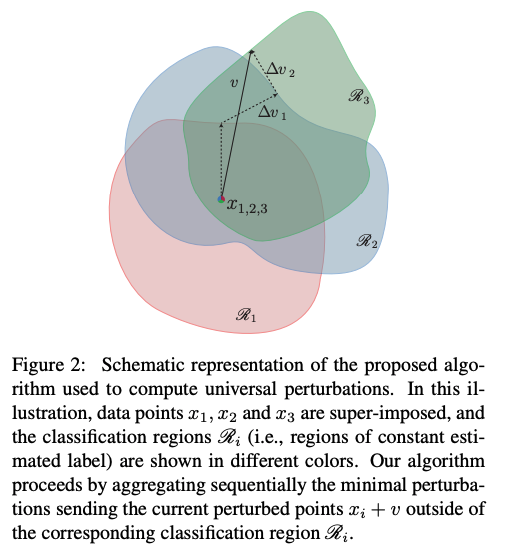 Δv₂
v
ℛ₃
Δv₁
x₁,₂,₃
ℛ₂
ℛ₁
Figure 2: Schematic representation of the proposed algo-
rithm used to compute universal perturbations. In this il-
lustration, data points x₁, x₂ and x₃ are super-imposed, and
the classification regions ℛᵢ (i.e., regions of constant esti-
mated label) are shown in different colors. Our algorithm
proceeds by aggregating sequentially the minimal perturba-
tions sending the current perturbed points xᵢ + v outside of
the corresponding classification region ℛᵢ.